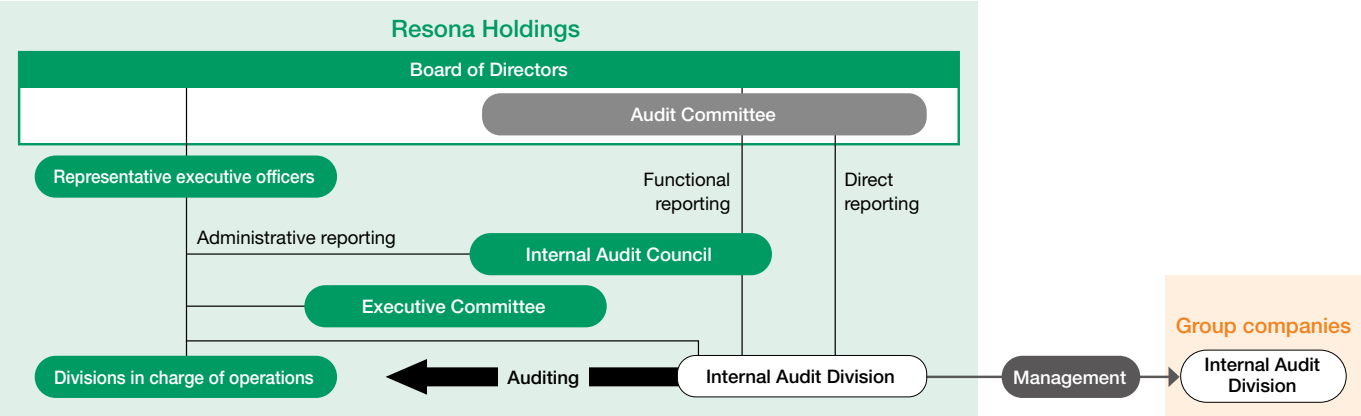 Resona Holdings
Board of Directors
Audit Committee
Representative executive officers
Functional
reporting
Direct
reporting
Administrative reporting
Internal Audit Council
Executive Committee
Group companies
Divisions in charge of operations
Auditing
Internal Audit Division
Management
Internal Audit
Division